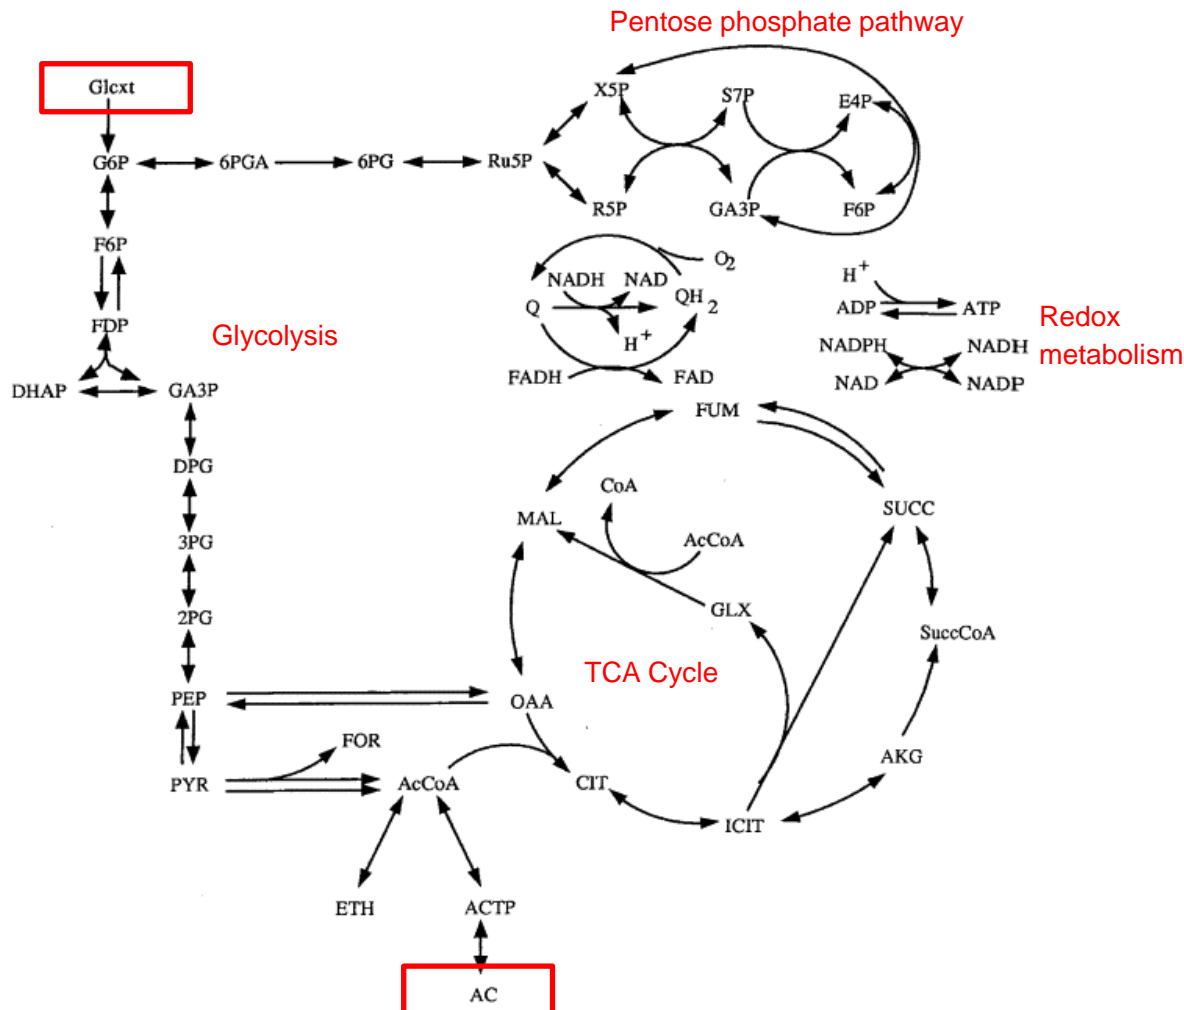 Pentose phosphate pathway
Glcxt
X5P S7P E4P
G6P 6PGA 6PG Ru5P
R5P GA3P F6P
F6P
O2
NADH NAD
Q QH2
H+
FADH FAD
H+
ADP ATP
Redox
metabolism
NADPH NADH
NAD NADP
FDP
Glycolysis
DHAP GA3P
FUM
DPG
CoA
MAL
AcCoA
SUCC
3PG
GLX
2PG
SuccCoA
TCA Cycle
PEP OAA
FOR
AKG
PYR AcCoA CIT
ICIT
ETH ACTP
AC